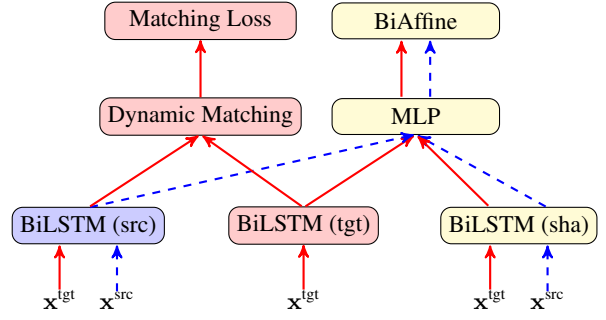 Matching Loss BiAffine
Dynamic Matching MLP
BiLSTM (src) BiLSTM (tgt) BiLSTM (sha)
x^tgt x^src x^tgt x^tgt x^src